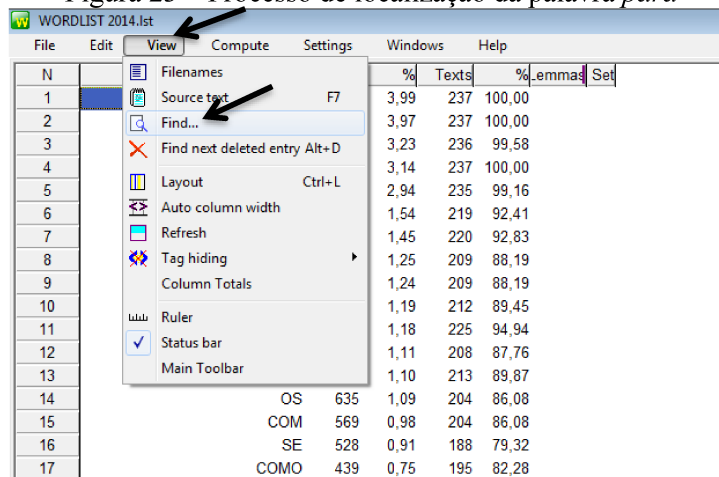 Figura 23 – Processo de localização da palavra para
WORDLIST 2014.lst
File Edit View Compute Settings Windows Help
N % Texts % Lemmas Set
Filenames
Source text F7
Find...
Find next deleted entry Alt+D
Layout Ctrl+L
Auto column width
Refresh
Tag hiding
Column Totals
Ruler
Status bar
Main Toolbar
1 3,99 237 100,00
2 3,97 237 100,00
3 3,23 236 99,58
4 3,14 237 100,00
5 2,94 235 99,16
6 1,54 219 92,41
7 1,45 220 92,83
8 1,25 209 88,19
9 1,24 209 88,19
10 1,19 212 89,45
11 1,18 225 94,94
12 1,11 208 87,76
13 1,10 213 89,87
14 OS 635 1,09 204 86,08
15 COM 569 0,98 204 86,08
16 SE 528 0,91 188 79,32
17 COMO 439 0,75 195 82,28